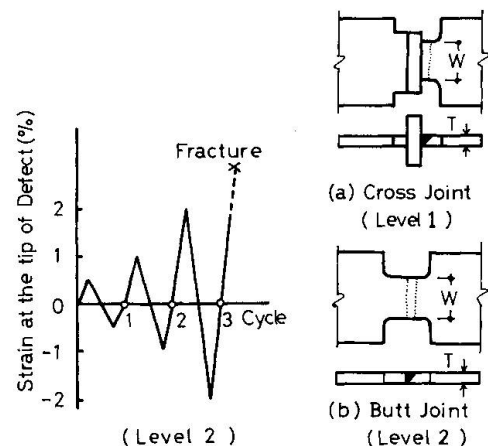 Strain at the tip of Defect (%)
2
1
0
-1
-2
Fracture
1
2
3
Cycle
( Level 2 )
W
T
(a) Cross Joint
( Level 1 )
W
T
(b) Butt Joint
(Level 2)